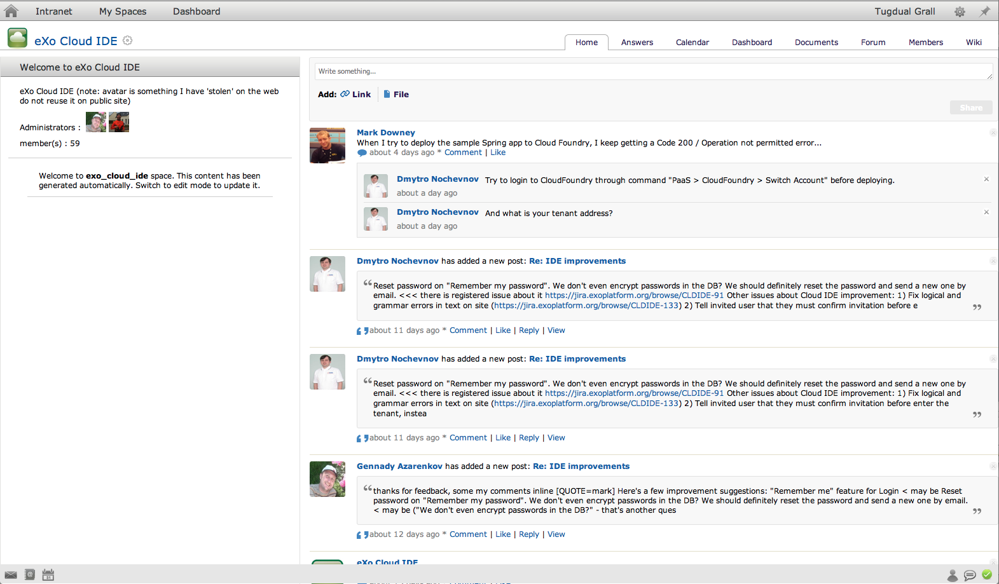 Intranet My Spaces Dashboard Tugdual Grall
eXo Cloud IDE
Home Answers Calendar Dashboard Documents Forum Members Wiki
Welcome to eXo Cloud IDE
eXo Cloud IDE (note: avatar is something I have 'stolen' on the web
do not reuse it on public site)
Administrators :
member(s) : 59
Welcome to exo_cloud_ide space. This content has been
generated automatically. Switch to edit mode to update it.
Write something...
Add: Link File
Share
Mark Downey
When I try to deploy the sample Spring app to Cloud Foundry, I keep getting a Code 200 / Operation not permitted error...
about 4 days ago * Comment | Like
Dmytro Nochevnov Try to login to CloudFoundry through command "PaaS > CloudFoundry > Switch Account" before deploying.
about a day ago
Dmytro Nochevnov And what is your tenant address?
about a day ago
Dmytro Nochevnov has added a new post: Re: IDE improvements
“Reset password on "Remember my password". We don't even encrypt passwords in the DB? We should definitely reset the password and send a new one by
email. <<< there is registered issue about it https://jira.exoplatform.org/browse/CLDIDE-91 Other issues about Cloud IDE improvement: 1) Fix logical and
grammar errors in text on site (https://jira.exoplatform.org/browse/CLDIDE-133) 2) Tell invited user that they must confirm invitation before e ”
about 11 days ago * Comment | Like | Reply | View
Dmytro Nochevnov has added a new post: Re: IDE improvements
“Reset password on "Remember my password". We don't even encrypt passwords in the DB? We should definitely reset the password and send a new one by
email. <<< there is registered issue about it https://jira.exoplatform.org/browse/CLDIDE-91 Other issues about Cloud IDE improvement: 1) Fix logical and
grammar errors in text on site (https://jira.exoplatform.org/browse/CLDIDE-133) 2) Tell invited user that they must confirm invitation before enter the
tenant, instea ”
about 11 days ago * Comment | Like | Reply | View
Gennady Azarenkov has added a new post: Re: IDE improvements
“thanks for feedback, some my comments inline [QUOTE=mark] Here's a few improvement suggestions: "Remember me" feature for Login < may be Reset
password on "Remember my password". We don't even encrypt passwords in the DB? We should definitely reset the password and send a new one by email.
< may be ("We don't even encrypt passwords in the DB?" - that's another ques ”
about 12 days ago * Comment | Like | Reply | View
eXo Cloud IDE
31